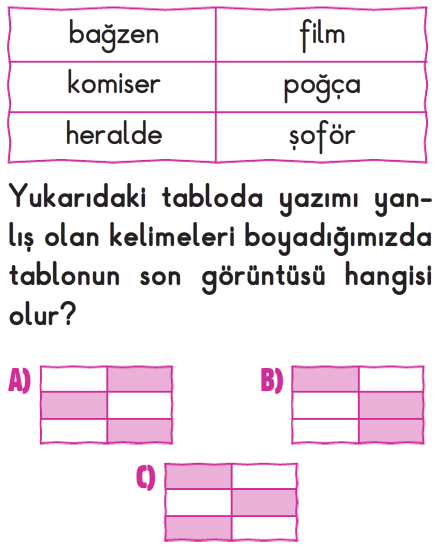 bağzen film
komiser poğça
heralde şoför
Yukarıdaki tabloda yazımı yan-
lış olan kelimeleri boyadığımızda
tablonun son görüntüsü hangisi
olur?
A) B)
C)